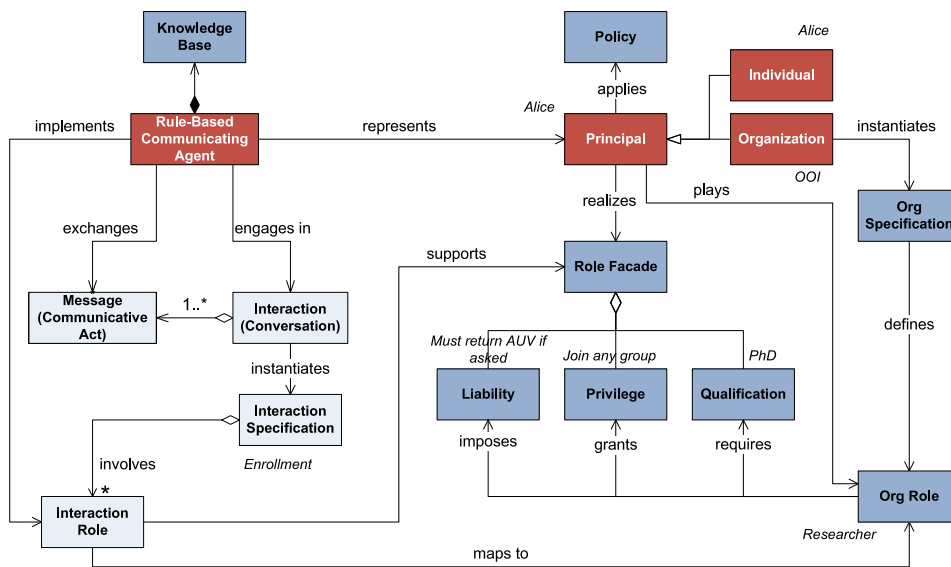 Knowledge
Base
Policy
Alice
Individual
implements
Rule-Based
Communicating
Agent
represents
Alice
applies
Principal
Organization
instantiates
OOI
plays
exchanges
engages in
realizes
Org
Specification
supports
Role Facade
Message
(Communicative
Act)
1..*
Interaction
(Conversation)
defines
Must return AUV if
asked
Join any group
PhD
instantiates
Liability
Privilege
Qualification
Interaction
Specification
imposes
grants
requires
involves
Enrollment
*
Interaction
Role
Org Role
Researcher
maps to